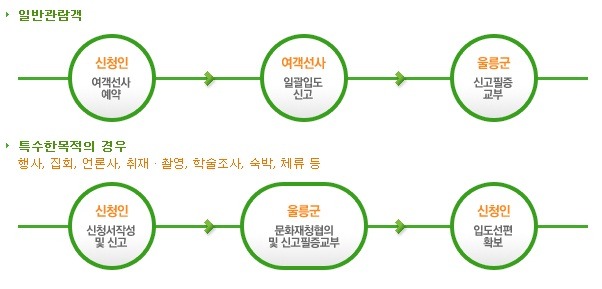 일반관람객
신청인
여객선사
예약
여객선사
일괄입도
신고
울릉군
신고필증
교부
특수한목적의 경우
행사, 집회, 언론사, 취재 · 촬영, 학술조사, 숙박, 체류 등
신청인
신청서작성
및 신고
울릉군
문화재청협의
및 신고필증교부
신청인
입도선편
확보